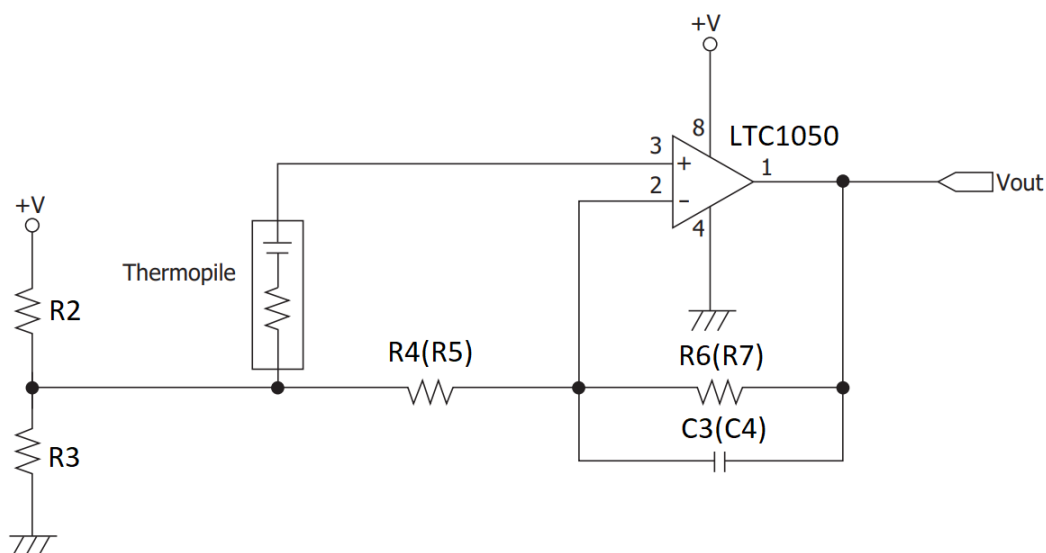 +V
8
LTC1050
3
+
1
2
-
Vout
4
+V
Thermopile
R2
R4(R5)
R6(R7)
C3(C4)
R3